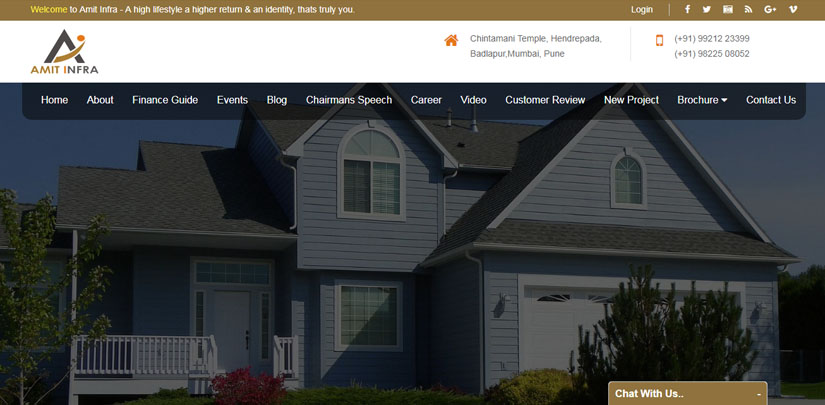 Welcome to Amit Infra - A high lifestyle a higher return & an identity, thats truly you.
Login
AMIT INFRA
Chintamani Temple, Hendrepada,
Badlapur,Mumbai, Pune
(+91) 99212 23399
(+91) 98225 08052
Home About Finance Guide Events Blog Chairmans Speech Career Video Customer Review New Project Brochure Contact Us
Chat With Us.. -